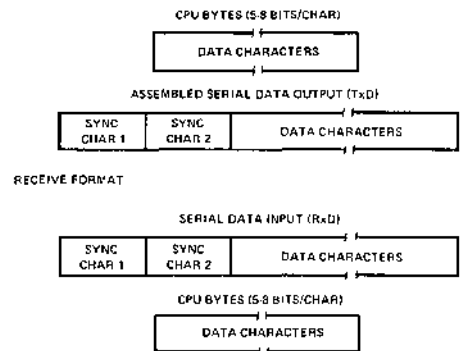 CPU BYTES (5-8 BITS/CHAR)
DATA CHARACTERS
ASSEMBLED SERIAL DATA OUTPUT (TxD)
SYNC CHAR 1
SYNC CHAR 2
DATA CHARACTERS
RECEIVE FORMAT
SERIAL DATA INPUT (RxD)
SYNC CHAR 1
SYNC CHAR 2
DATA CHARACTERS
CPU BYTES (5-8 BITS/CHAR)
DATA CHARACTERS